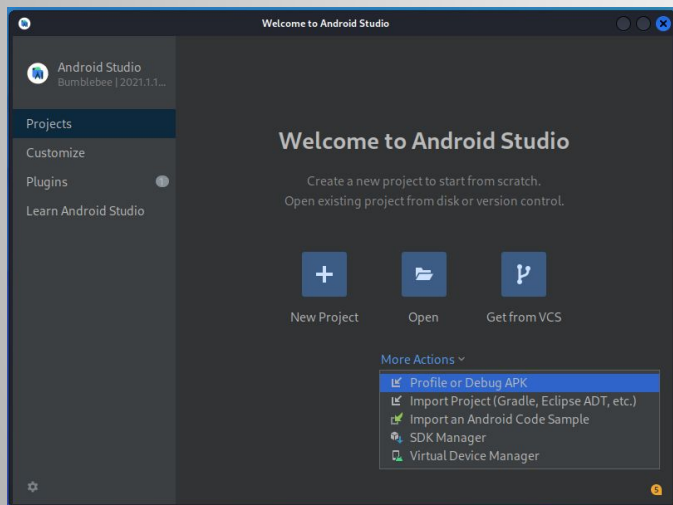 Welcome to Android Studio
Android Studio
Bumblebee | 2021.1.1...
Projects
Customize
Plugins
1
Learn Android Studio
Welcome to Android Studio
Create a new project to start from scratch.
Open existing project from disk or version control.
New Project
Open
Get from VCS
More Actions
Profile or Debug APK
Import Project (Gradle, Eclipse ADT, etc.)
Import an Android Code Sample
SDK Manager
Virtual Device Manager
5